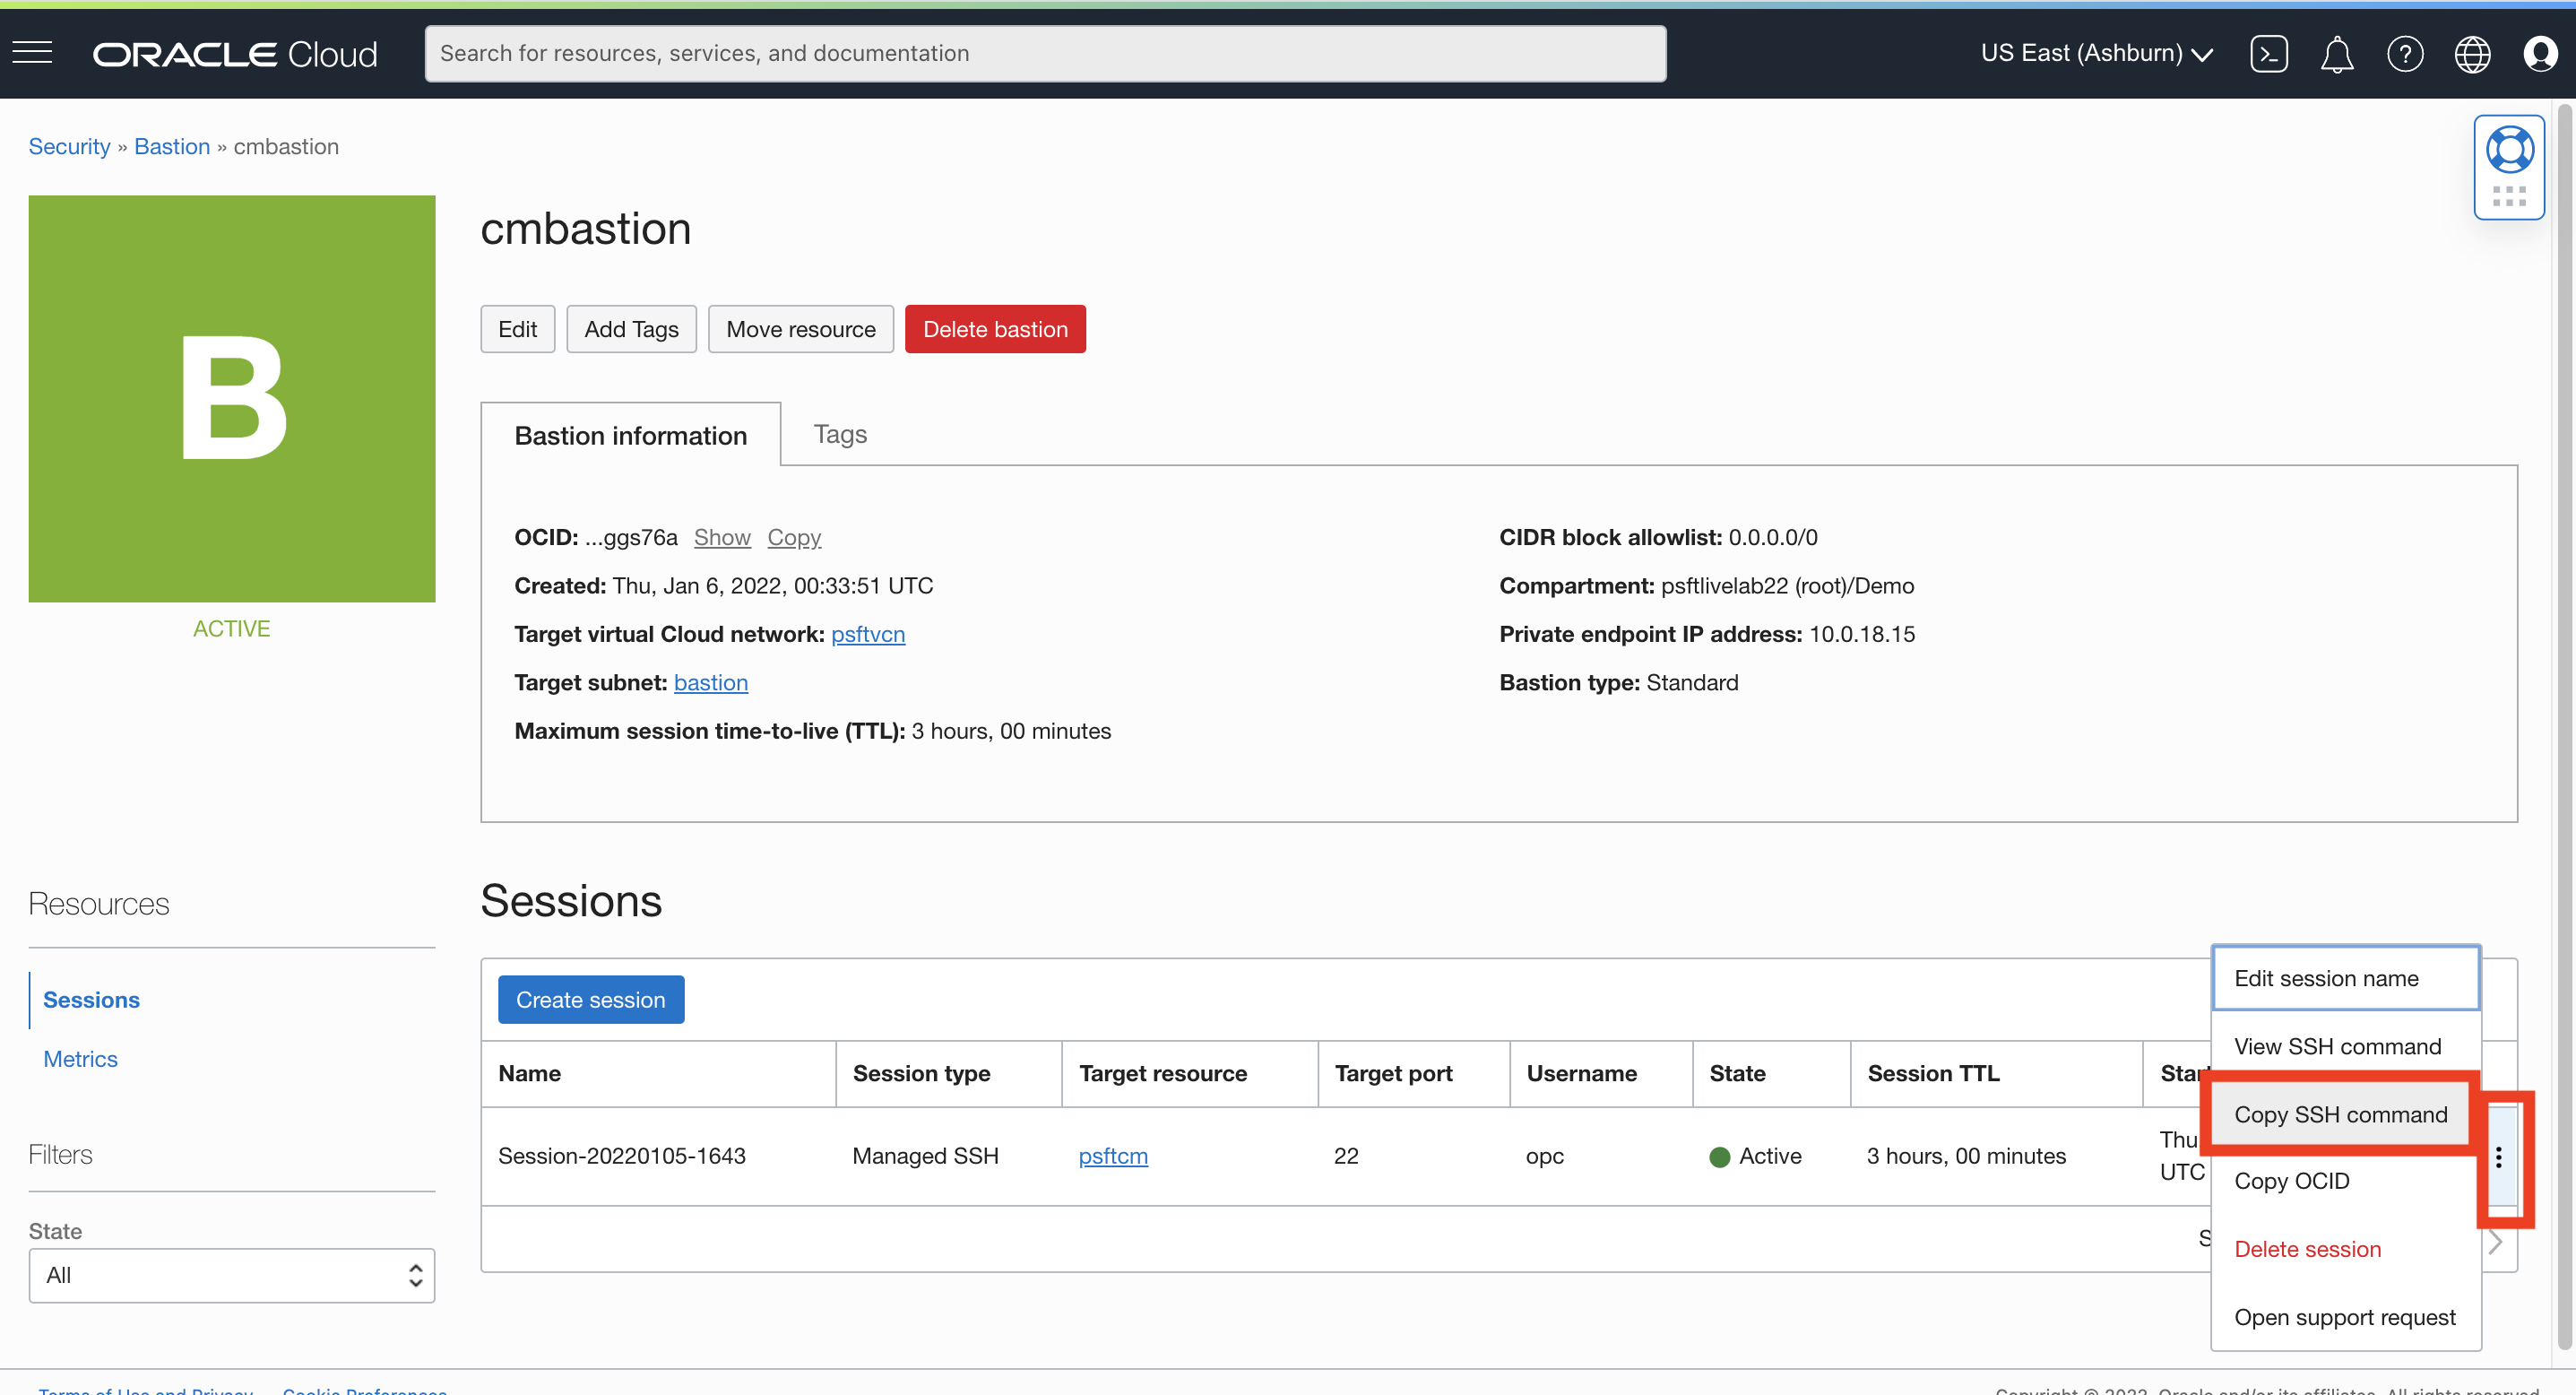 ORACLE Cloud
Search for resources, services, and documentation
US East (Ashburn)
Security » Bastion » cmbastion
B
ACTIVE
cmbastion
Edit
Add Tags
Move resource
Delete bastion
Bastion information
Tags
OCID: ...ggs76a Show Copy
Created: Thu, Jan 6, 2022, 00:33:51 UTC
Target virtual Cloud network: psftvcn
Target subnet: bastion
Maximum session time-to-live (TTL): 3 hours, 00 minutes
CIDR block allowlist: 0.0.0.0/0
Compartment: psftlivelab22 (root)/Demo
Private endpoint IP address: 10.0.18.15
Bastion type: Standard
Resources
Sessions
Metrics
Filters
State
All
Sessions
Create session
Name Session type Target resource Target port Username State Session TTL
Session-20220105-1643 Managed SSH psftcm 22 opc Active 3 hours, 00 minutes Thu
UTC
Edit session name
View SSH command
Copy SSH command
Copy OCID
Delete session
Open support request
Terms of Use and Privacy Cookie Preferences
Copyright © 2022, Oracle and/or its affiliates. All rights reserved.